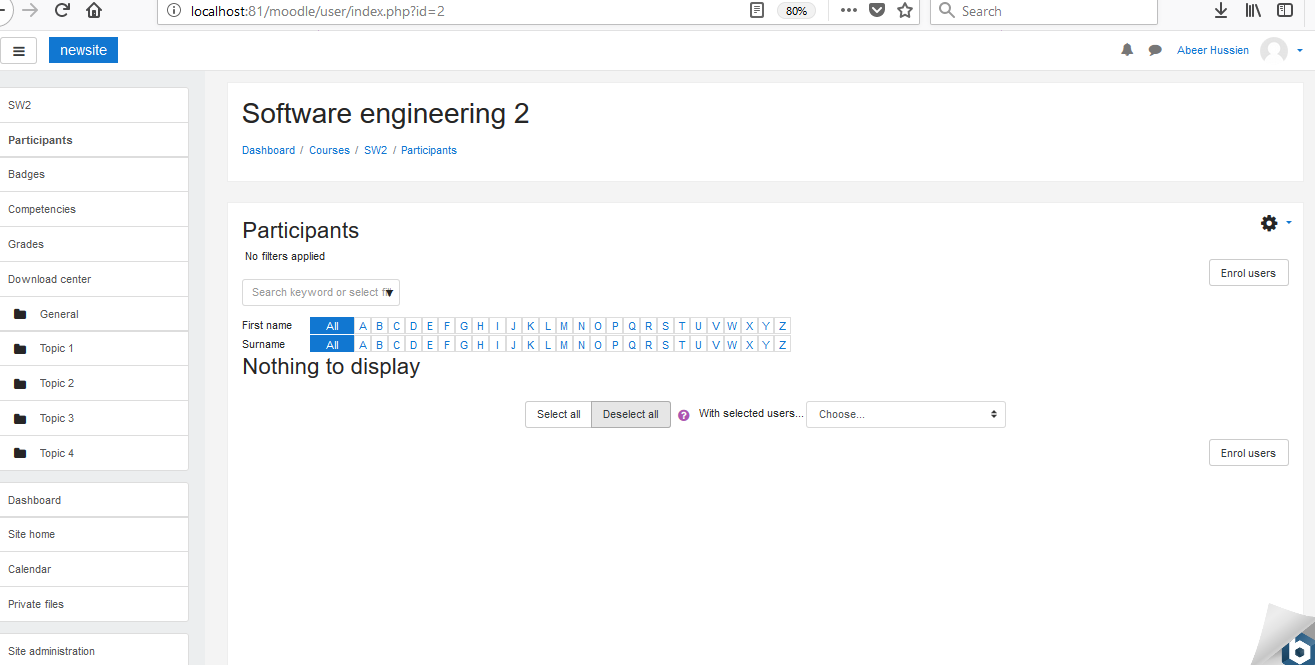 localhost:81/moodle/user/index.php?id=2
80%
Search
newsite
Abeer Hussien
SW2
Participants
Badges
Competencies
Grades
Download center
General
Topic 1
Topic 2
Topic 3
Topic 4
Dashboard
Site home
Calendar
Private files
Site administration
Software engineering 2
Dashboard / Courses / SW2 / Participants
Participants
No filters applied
Enrol users
Search keyword or select fi
First name All A B C D E F G H I J K L M N O P Q R S T U V W X Y Z
Surname All A B C D E F G H I J K L M N O P Q R S T U V W X Y Z
Nothing to display
Select all Deselect all ? With selected users... Choose...
Enrol users